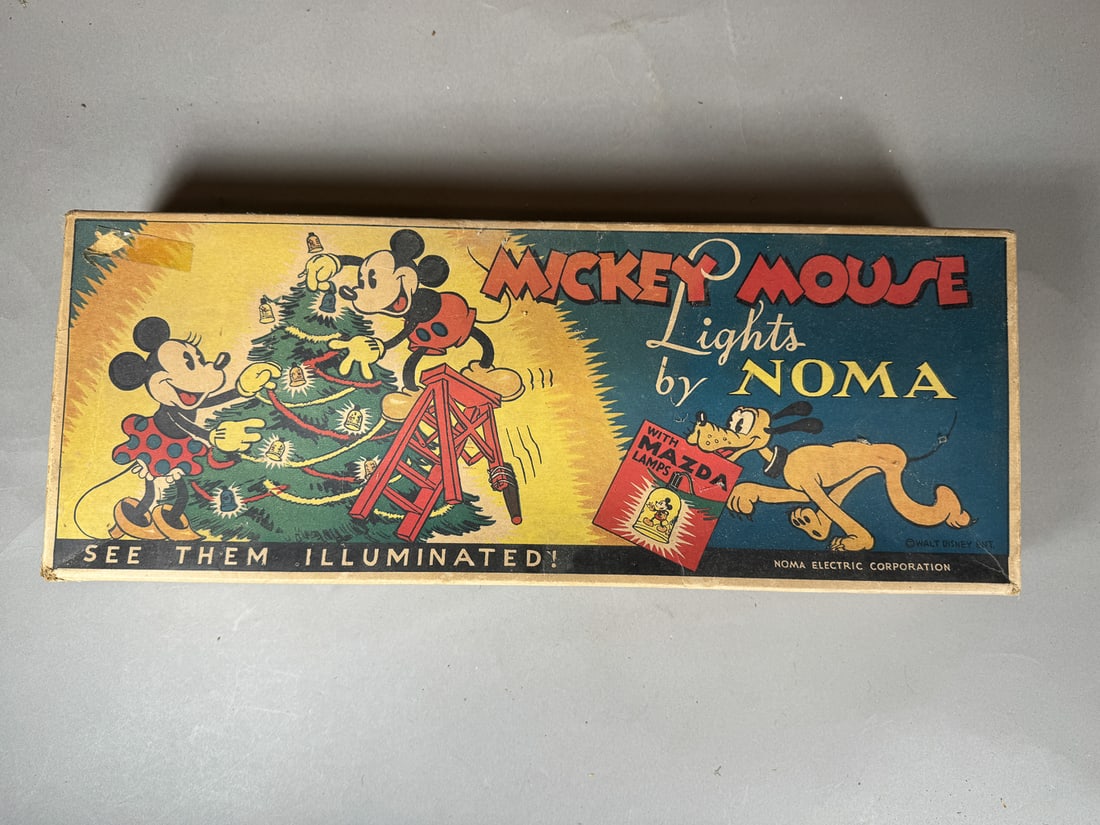 MICKEY MOUSE
Lights
by NOMA
WITH
MAZDA
LAMPS
SEE THEM ILLUMINATED!
© WALT DISNEY ENT.
NOMA ELECTRIC CORPORATION